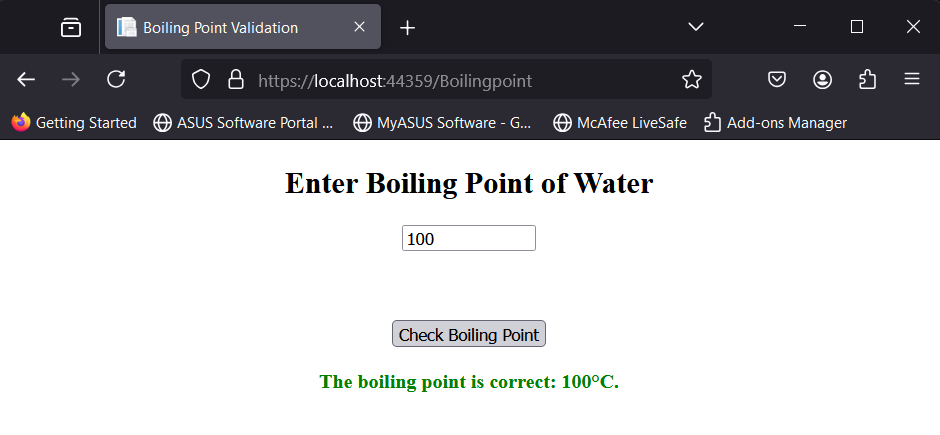 Boiling Point Validation
https://localhost:44359/Boilingpoint
Getting Started ASUS Software Portal ... MyASUS Software - G... McAfee LiveSafe Add-ons Manager
Enter Boiling Point of Water
100
Check Boiling Point
The boiling point is correct: 100°C.